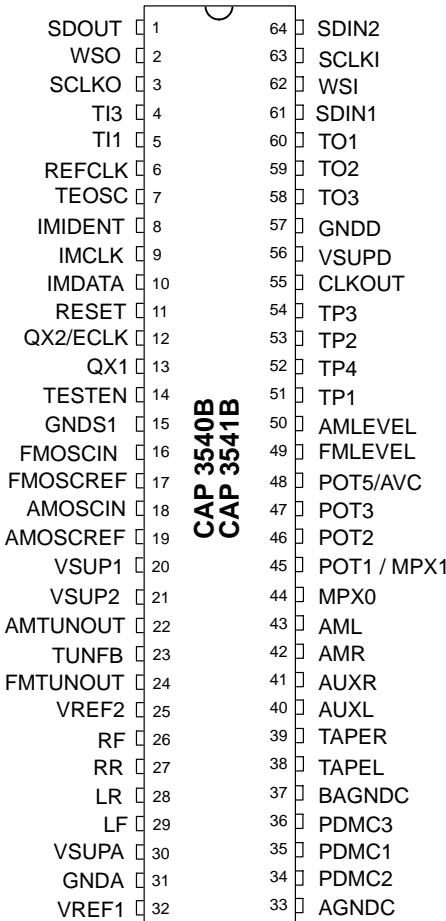 SDOUT 1 64 SDIN2
WSO 2 63 SCLKI
SCLKO 3 62 WSI
TI3 4 61 SDIN1
TI1 5 60 TO1
REFCLK 6 59 TO2
TEOSC 7 58 TO3
IMIDENT 8 57 GNDD
IMCLK 9 56 VSUPD
IMDATA 10 55 CLKOUT
RESET 11 54 TP3
QX2/ECLK 12 53 TP2
QX1 13 52 TP4
TESTEN 14 51 TP1
GNDS1 15 50 AMLEVEL
FMOSCIN 16 49 FMLEVEL
FMOSCREF 17 48 POT5/AVC
AMOSCIN 18 47 POT3
AMOSCREF 19 46 POT2
VSUP1 20 45 POT1 / MPX1
VSUP2 21 44 MPX0
AMTUNOUT 22 43 AML
TUNFB 23 42 AMR
FMTUNOUT 24 41 AUXR
VREF2 25 40 AUXL
RF 26 39 TAPER
RR 27 38 TAPEL
LR 28 37 BAGNDC
LF 29 36 PDMC3
VSUPA 30 35 PDMC1
GNDA 31 34 PDMC2
VREF1 32 33 AGNDC
CAP 3540B
CAP 3541B